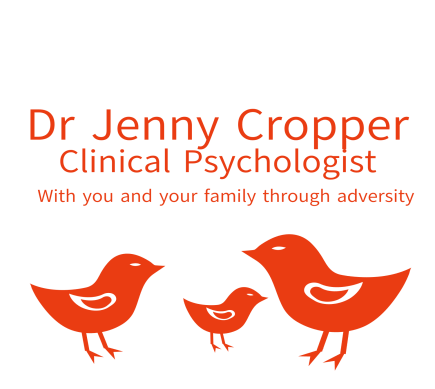 Dr Jenny Cropper
Clinical Psychologist
With you and your family through adversity